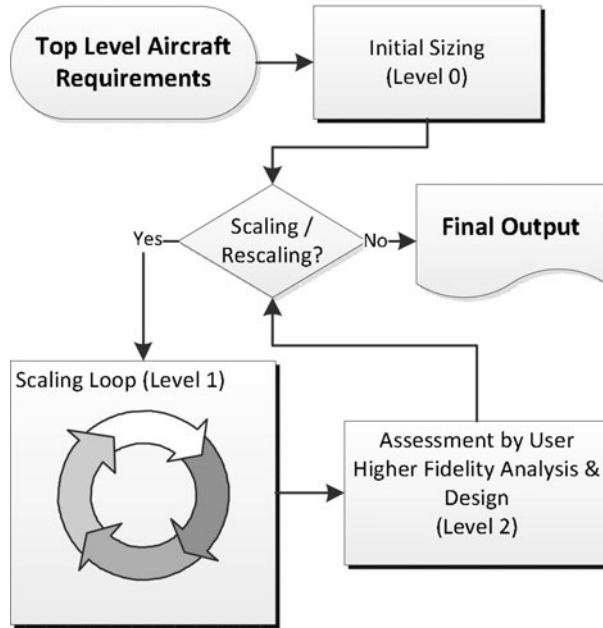 Top Level Aircraft
Requirements
Initial Sizing
(Level 0)
Scaling /
Rescaling?
Yes
No
Final Output
Scaling Loop (Level 1)
Assessment by User
Higher Fidelity Analysis &
Design
(Level 2)